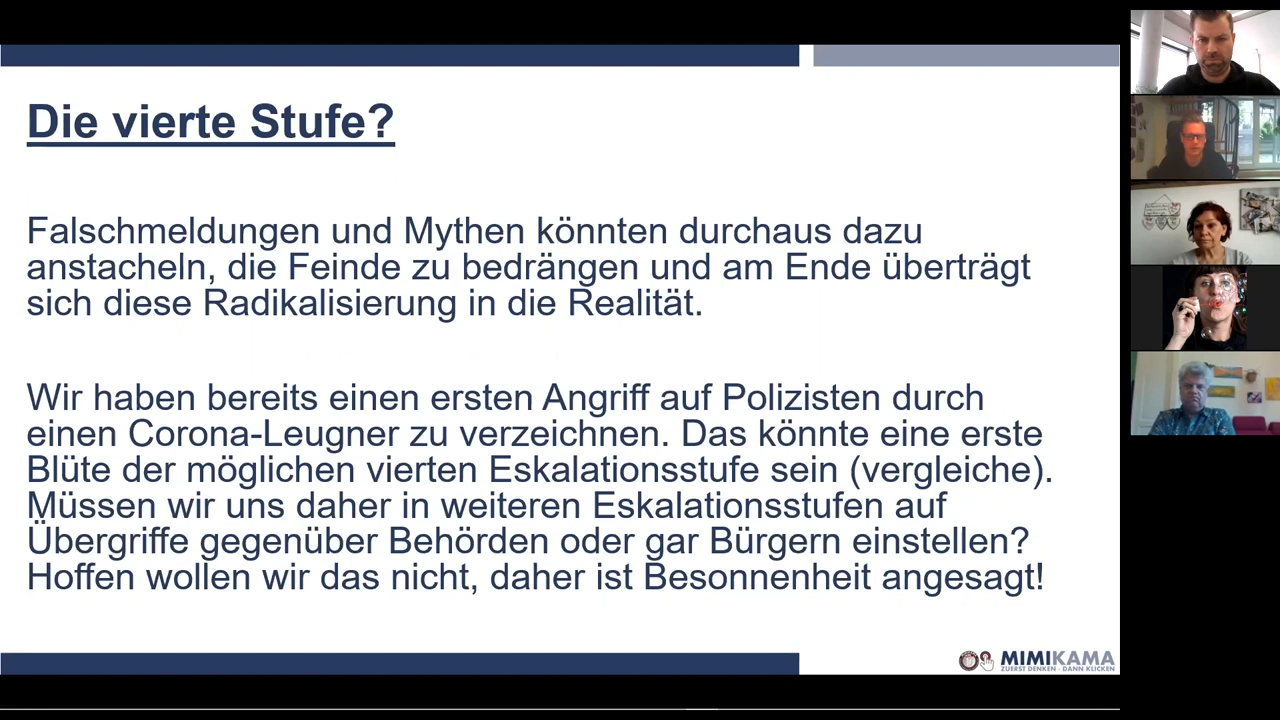 Die vierte Stufe?
Falschmeldungen und Mythen könnten durchaus dazu
anstacheln, die Feinde zu bedrängen und am Ende überträgt
sich diese Radikalisierung in die Realität.
Wir haben bereits einen ersten Angriff auf Polizisten durch
einen Corona-Leugner zu verzeichnen. Das könnte eine erste
Blüte der möglichen vierten Eskalationsstufe sein (vergleiche).
Müssen wir uns daher in weiteren Eskalationsstufen auf
Übergriffe gegenüber Behörden oder gar Bürgern einstellen?
Hoffen wollen wir das nicht, daher ist Besonnenheit angesagt!
MIMIKAMA
ZUERST DENKEN - DANN KLICKEN